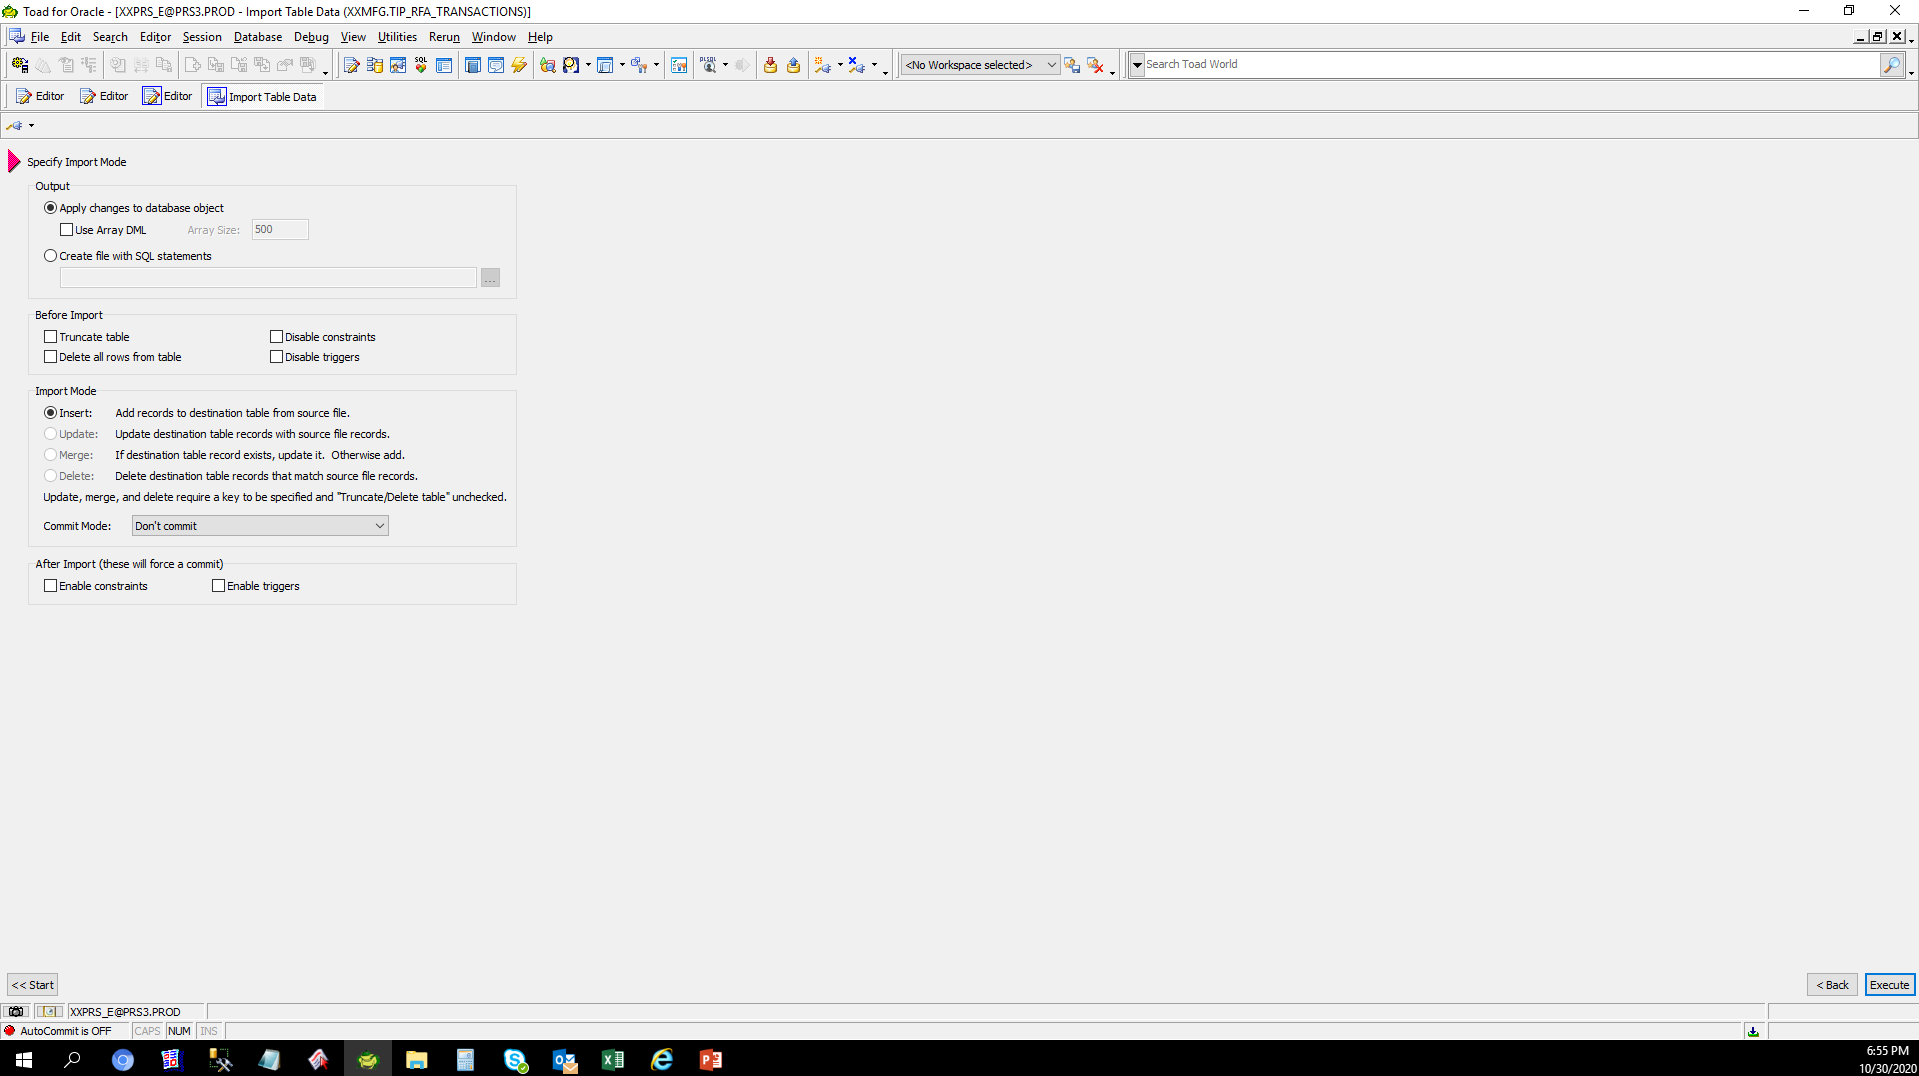 Toad for Oracle - [XXPRS_E@PRS3.PROD - Import Table Data (XXMFG.TIP_RFA_TRANSACTIONS)]
File Edit Search Editor Session Database Debug View Utilities Rerun Window Help
SQL <No Workspace selected> Search Toad World
Editor Editor Editor Import Table Data
Specify Import Mode
Output
Apply changes to database object
Use Array DML Array Size: 500
Create file with SQL statements
...
Before Import
Truncate table Disable constraints
Delete all rows from table Disable triggers
Import Mode
Insert: Add records to destination table from source file.
Update: Update destination table records with source file records.
Merge: If destination table record exists, update it. Otherwise add.
Delete: Delete destination table records that match source file records.
Update, merge, and delete require a key to be specified and "Truncate/Delete table" unchecked.
Commit Mode: Don't commit
After Import (these will force a commit)
Enable constraints Enable triggers
<< Start < Back Execute
XXPRS_E@PRS3.PROD
AutoCommit is OFF CAPS NUM INS
6:55 PM
10/30/2020